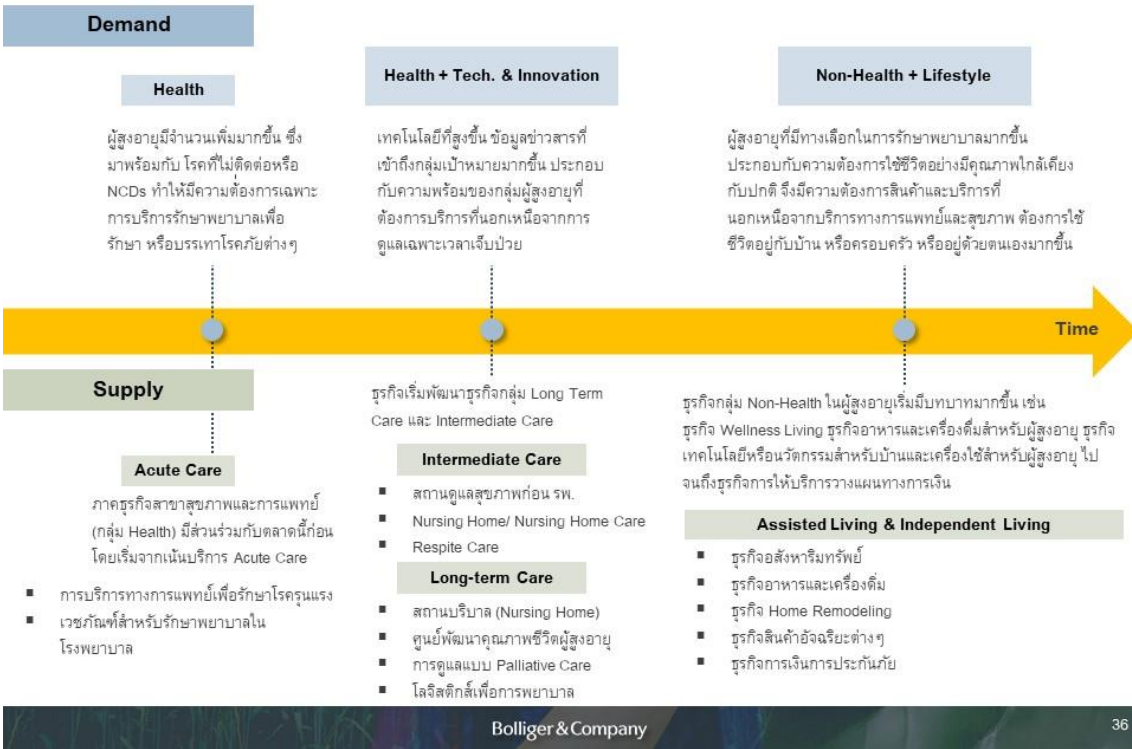 Demand
Health
ผู้สูงอายุมีจำนวนเพิ่มมากขึ้น ซึ่ง
มาพร้อมกับ โรคที่ไม่ติดต่อหรือ
NCDs ทำให้มีความต้องการเฉพาะ
การบริการรักษาพยาบาลเพื่อ
รักษา หรือบรรเทาโรคภัยต่างๆ
Health + Tech. & Innovation
เทคโนโลยีที่สูงขึ้น ข้อมูลข่าวสารที่
เข้าถึงกลุ่มเป้าหมายมากขึ้น ประกอบ
กับความพร้อมของกลุ่มผู้สูงอายุที่
ต้องการบริการที่นอกเหนือจากการ
ดูแลเฉพาะเวลาเจ็บป่วย
Non-Health + Lifestyle
ผู้สูงอายุที่มีทางเลือกในการรักษาพยาบาลมากขึ้น
ประกอบกับความต้องการใช้ชีวิตอย่างมีคุณภาพใกล้เคียง
กับปกติ จึงมีความต้องการสินค้าและบริการที่
นอกเหนือจากบริการทางการแพทย์และสุขภาพ ต้องการใช้
ชีวิตอยู่กับบ้าน หรือครอบครัว หรืออยู่ด้วยตนเองมากขึ้น
Time
Supply
Acute Care
ภาคธุรกิจสาขาสุขภาพและการแพทย์
(กลุ่ม Health) มีส่วนร่วมกับตลาดนี้ก่อน
โดยเริ่มจากเน้นบริการ Acute Care
▪ การบริการทางการแพทย์เพื่อรักษาโรครุนแรง
▪ เวชภัณฑ์สำหรับรักษาพยาบาลใน
โรงพยาบาล
ธุรกิจเริ่มพัฒนาธุรกิจกลุ่ม Long Term
Care และ Intermediate Care
Intermediate Care
▪ สถานดูแลสุขภาพก่อน รพ.
▪ Nursing Home/ Nursing Home Care
▪ Respite Care
Long-term Care
▪ สถานบริบาล (Nursing Home)
▪ ศูนย์พัฒนาคุณภาพชีวิตผู้สูงอายุ
▪ การดูแลแบบ Palliative Care
▪ โลจิสติกส์เพื่อการพยาบาล
ธุรกิจกลุ่ม Non-Health ในผู้สูงอายุเริ่มมีบทบาทมากขึ้น เช่น
ธุรกิจ Wellness Living ธุรกิจอาหารและเครื่องดื่มสำหรับผู้สูงอายุ ธุรกิจ
เทคโนโลยีหรือนวัตกรรมสำหรับบ้านและเครื่องใช้สำหรับผู้สูงอายุ ไป
จนถึงธุรกิจการให้บริการวางแผนทางการเงิน
Assisted Living & Independent Living
▪ ธุรกิจอสังหาริมทรัพย์
▪ ธุรกิจอาหารและเครื่องดื่ม
▪ ธุรกิจ Home Remodeling
▪ ธุรกิจสินค้าอัจฉริยะต่างๆ
▪ ธุรกิจการเงินการประกันภัย
Bolliger & Company
36